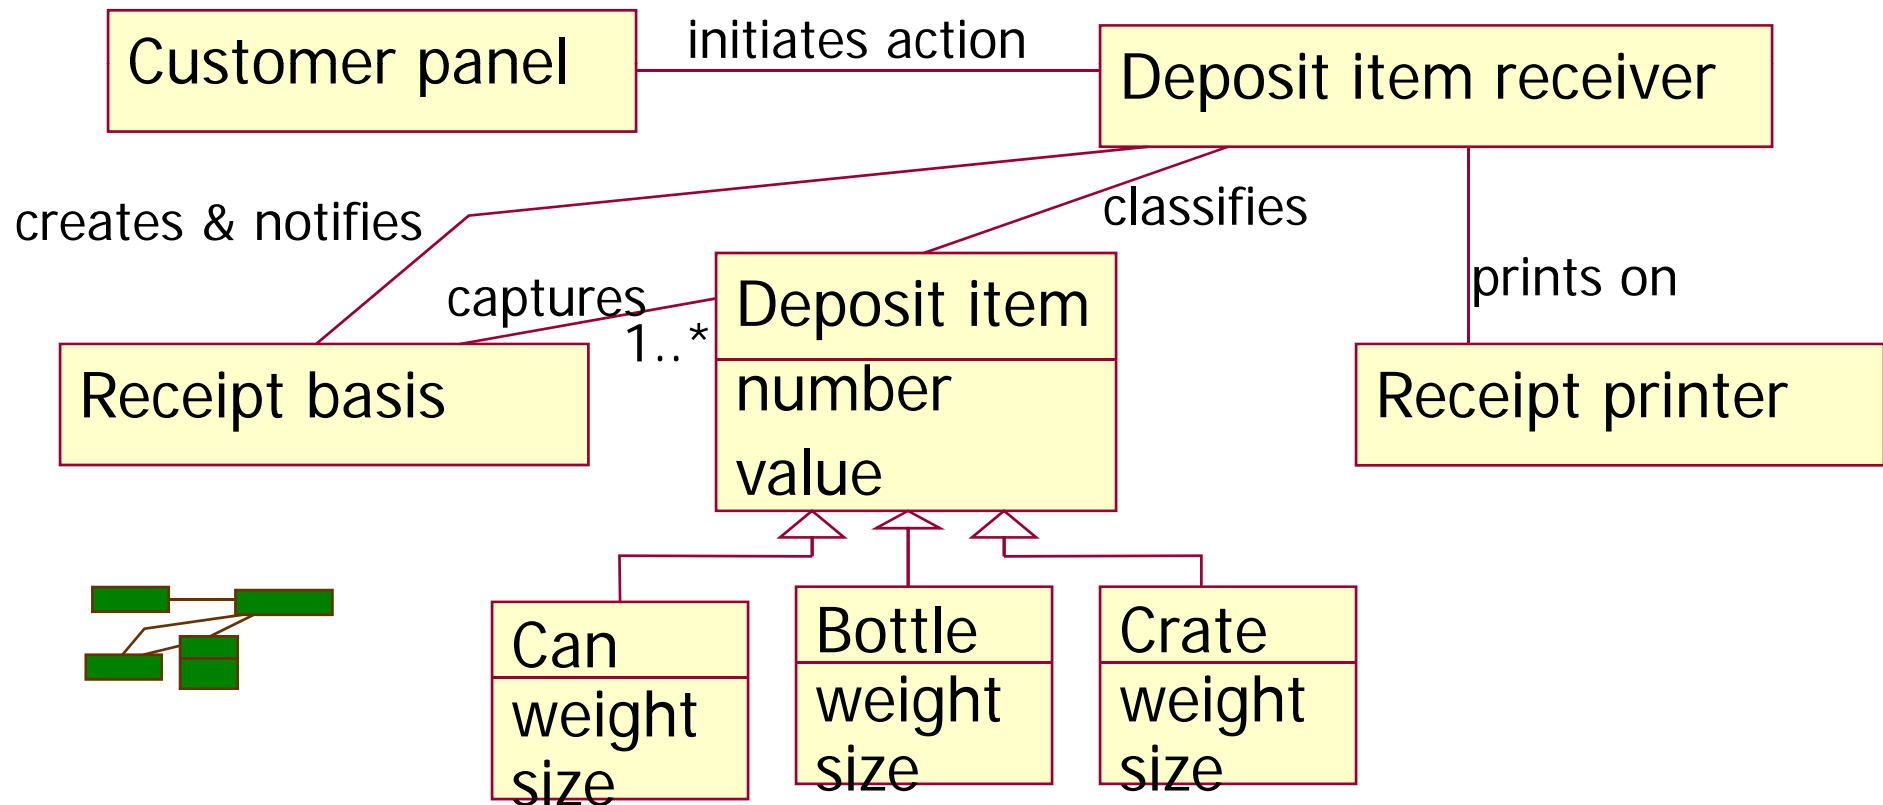 Customer panel
initiates action
Deposit item receiver
creates & notifies
classifies
captures
1..*
Deposit item
number
value
prints on
Receipt basis
Receipt printer
Can
weight
size
Bottle
weight
size
Crate
weight
size